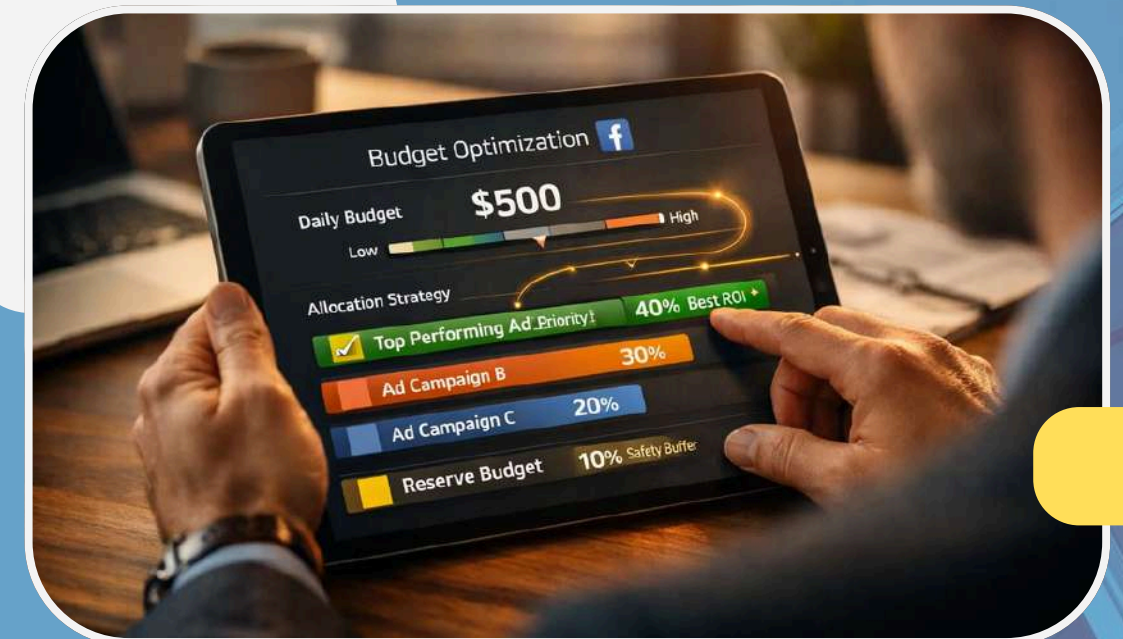 Budget Optimization f
Daily Budget $500
Low High
Allocation Strategy
Top Performing Ad Priority! 40% Best ROI +
Ad Campaign B 30%
Ad Campaign C 20%
Reserve Budget 10% Safety Buffer